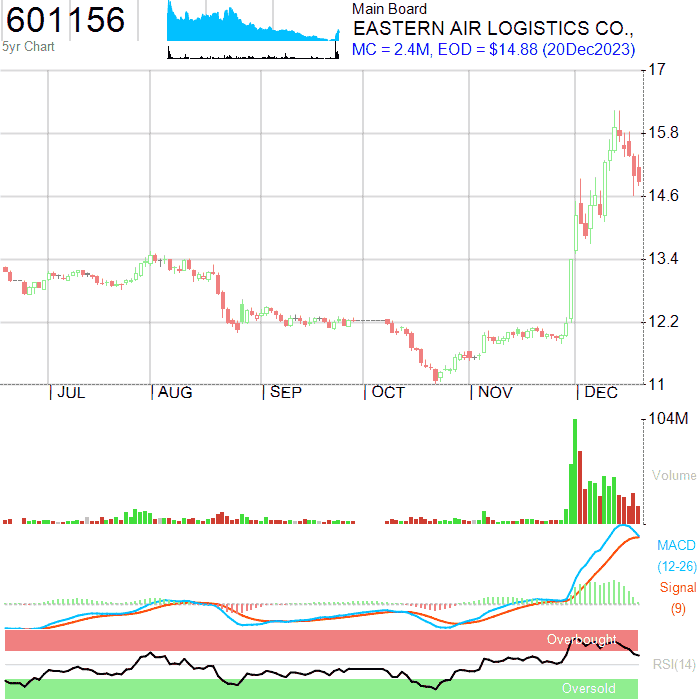 601156
5yr Chart
Main Board
EASTERN AIR LOGISTICS CO.,
MC = 2.4M, EOD = $14.88 (20Dec2023)
17
15.8
14.6
13.4
12.2
11
JUL
AUG
SEP
OCT
NOV
DEC
104M
Volume
MACD
(12-26)
Signal
(9)
Overbought
RSI(14)
Oversold